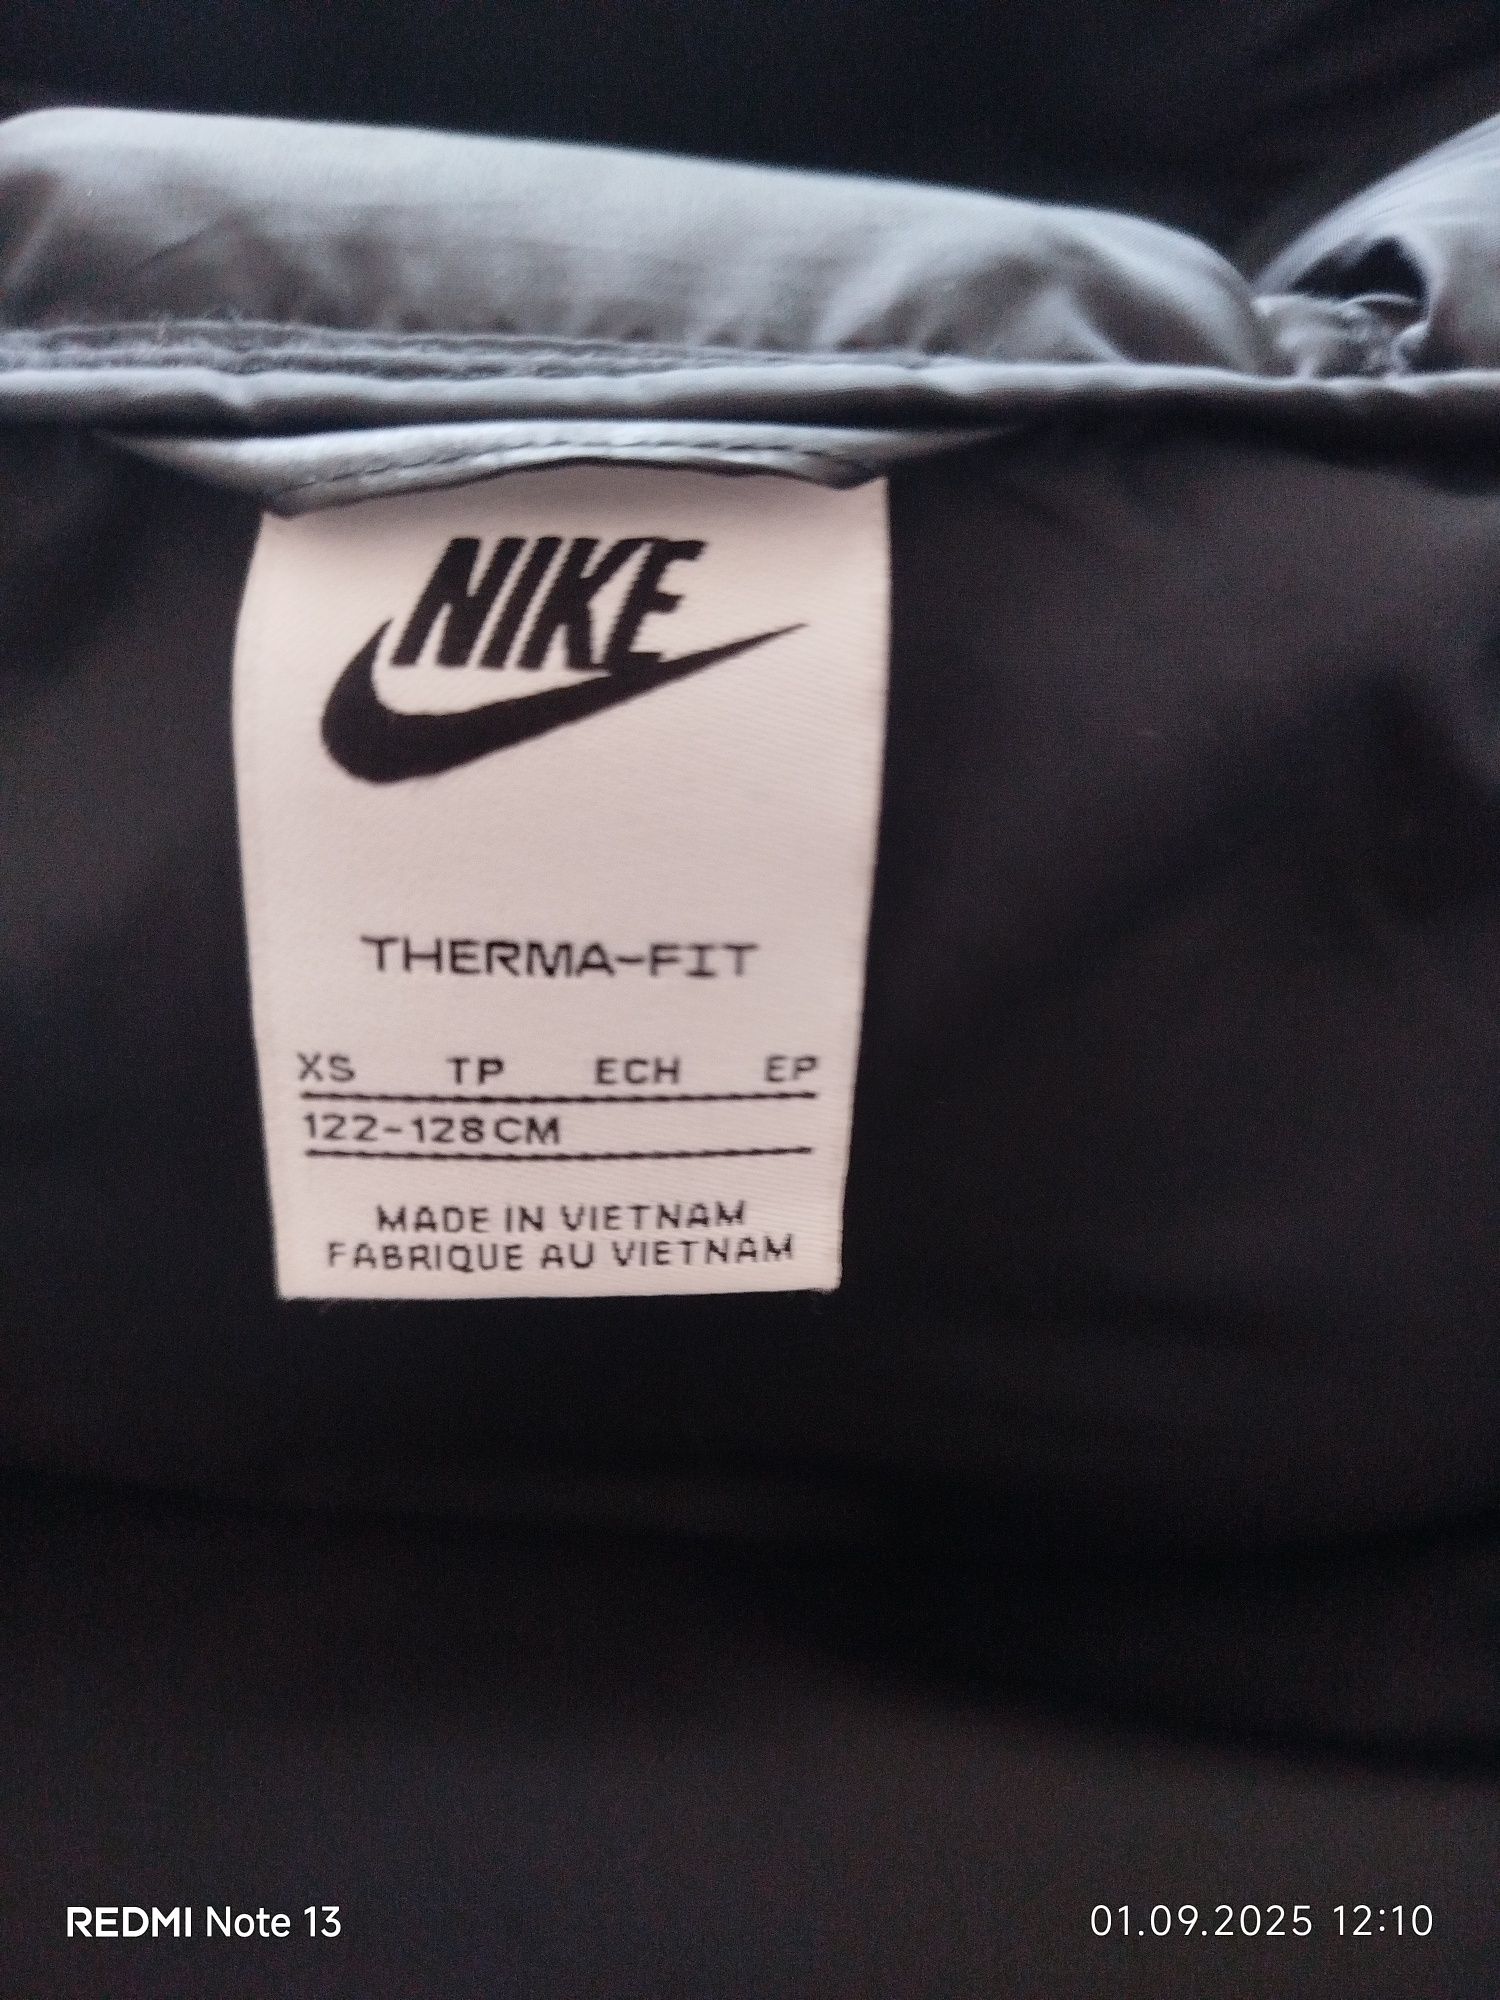 NIKE
THERMA-FIT
XS TP ECH EP
122-128CM
MADE IN VIETNAM
FABRIQUE AU VIETNAM
REDMI Note 13
01.09.2025 12:10